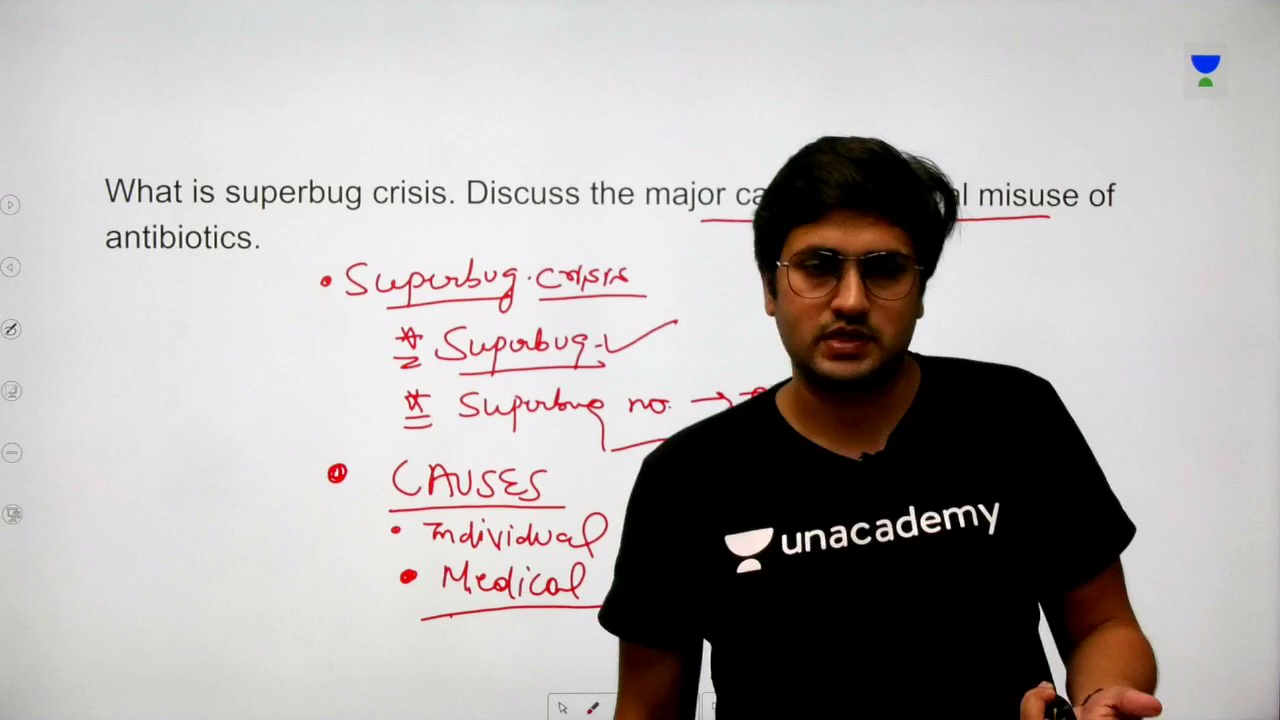 What is superbug crisis. Discuss the major ca al misuse of
antibiotics.
• Superbug crisis
* Superbug ✓
* Superbug no. →
• CAUSES
• Individual
• Medical
unacademy